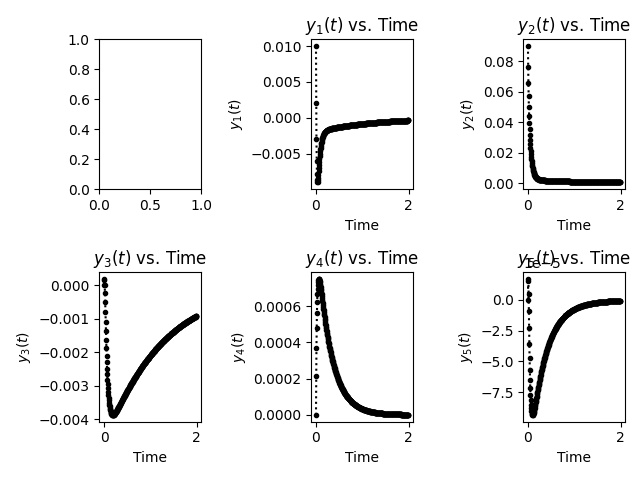 y₁(t) vs. Time
y₂(t) vs. Time
1.0
0.8
0.6
0.4
0.2
0.0
0.0 0.5 1.0
0.010
0.005
0.000
−0.005
y₁(t)
0 2
Time
0.08
0.06
0.04
0.02
0.00
y₂(t)
0 2
Time
y₃(t) vs. Time
y₄(t) vs. Time
y₅(t) vs. Time
1e−5
0.000
−0.001
−0.002
−0.003
−0.004
y₃(t)
0 2
Time
0.0006
0.0004
0.0002
0.0000
y₄(t)
0 2
Time
0.0
−2.5
−5.0
−7.5
y₅(t)
0 2
Time